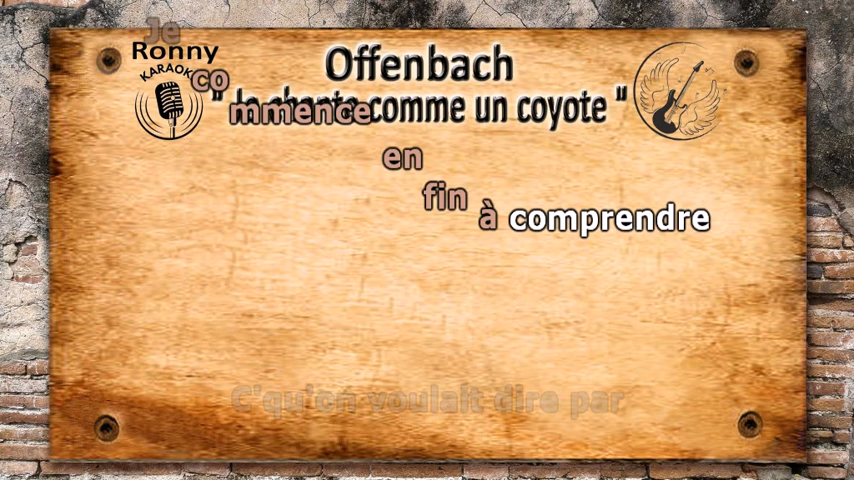 Je
Ronny
KARAOKE
Offenbach
" Je chante comme un coyote "
commence
en
fin
à comprendre
C'qu'on voulait dire par